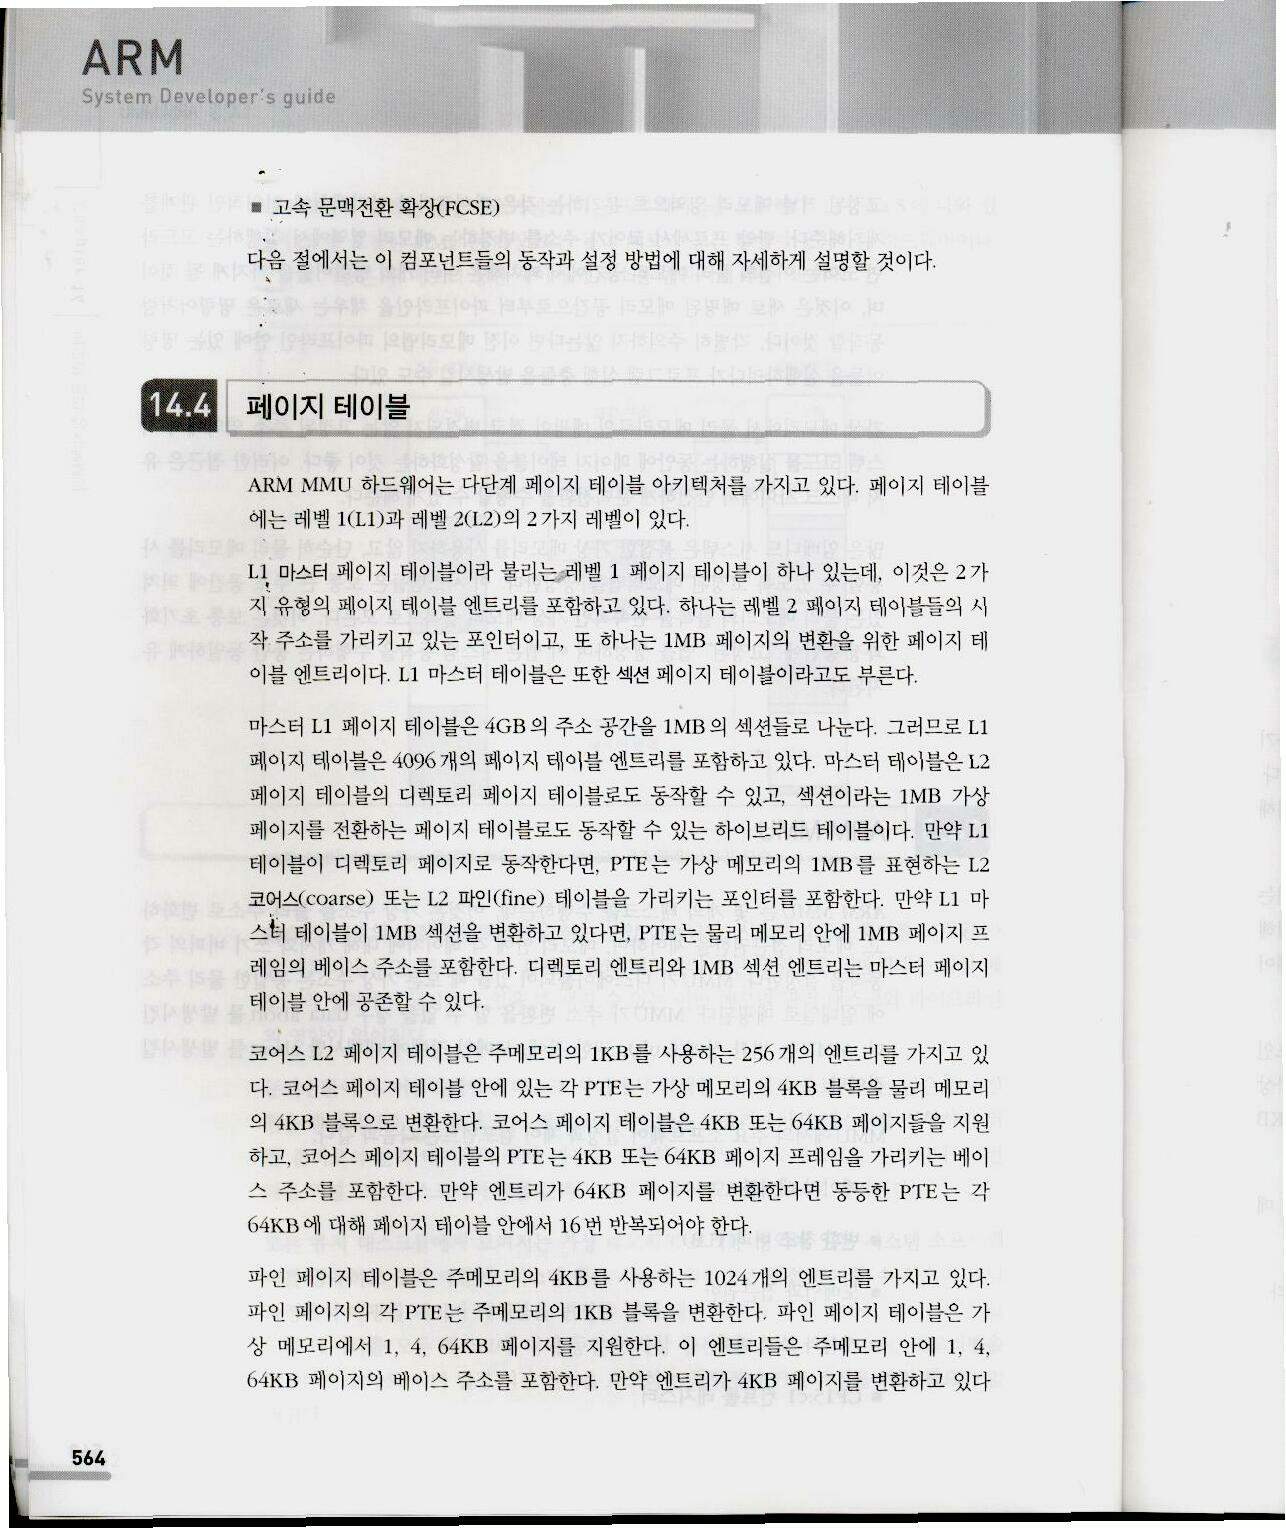 ARM
System Developer's guide
■ 고속 문맥전환 확장(FCSE)
다음 절에서는 이 컴포넌트들의 동작과 설정 방법에 대해 자세하게 설명할 것이다.
14.4 페이지 테이블
ARM MMU 하드웨어는 다단계 페이지 테이블 아키텍처를 가지고 있다. 페이지 테이블
에는 레벨 1(L1)과 레벨 2(L2)의 2가지 레벨이 있다.
L1 마스터 페이지 테이블이라 불리는 레벨 1 페이지 테이블이 하나 있는데, 이것은 2가
지 유형의 페이지 테이블 엔트리를 포함하고 있다. 하나는 레벨 2 페이지 테이블들의 시
작 주소를 가리키고 있는 포인터이고, 또 하나는 1MB 페이지의 변환을 위한 페이지 테
이블 엔트리이다. L1 마스터 테이블은 또한 섹션 페이지 테이블이라고도 부른다.
마스터 L1 페이지 테이블은 4GB의 주소 공간을 1MB의 섹션들로 나눈다. 그러므로 L1
페이지 테이블은 4096개의 페이지 테이블 엔트리를 포함하고 있다. 마스터 테이블은 L2
페이지 테이블의 디렉토리 페이지 테이블로도 동작할 수 있고, 섹션이라는 1MB 가상
페이지를 전환하는 페이지 테이블로도 동작할 수 있는 하이브리드 테이블이다. 만약 L1
테이블이 디렉토리 페이지로 동작한다면, PTE는 가상 메모리의 1MB를 표현하는 L2
코어스(coarse) 또는 L2 파인(fine) 테이블을 가리키는 포인터를 포함한다. 만약 L1 마
스터 테이블이 1MB 섹션을 변환하고 있다면, PTE는 물리 메모리 안에 1MB 페이지 프
레임의 베이스 주소를 포함한다. 디렉토리 엔트리와 1MB 섹션 엔트리는 마스터 페이지
테이블 안에 공존할 수 있다.
코어스 L2 페이지 테이블은 주메모리의 1KB를 사용하는 256개의 엔트리를 가지고 있
다. 코어스 페이지 테이블 안에 있는 각 PTE는 가상 메모리의 4KB 블록을 물리 메모리
의 4KB 블록으로 변환한다. 코어스 페이지 테이블은 4KB 또는 64KB 페이지들을 지원
하고, 코어스 페이지 테이블의 PTE는 4KB 또는 64KB 페이지 프레임을 가리키는 베이
스 주소를 포함한다. 만약 엔트리가 64KB 페이지를 변환한다면 동등한 PTE는 각
64KB에 대해 페이지 테이블 안에서 16번 반복되어야 한다.
파인 페이지 테이블은 주메모리의 4KB를 사용하는 1024개의 엔트리를 가지고 있다.
파인 페이지의 각 PTE는 주메모리의 1KB 블록을 변환한다. 파인 페이지 테이블은 가
상 메모리에서 1, 4, 64KB 페이지를 지원한다. 이 엔트리들은 주메모리 안에 1, 4,
64KB 페이지의 베이스 주소를 포함한다. 만약 엔트리가 4KB 페이지를 변환하고 있다
564